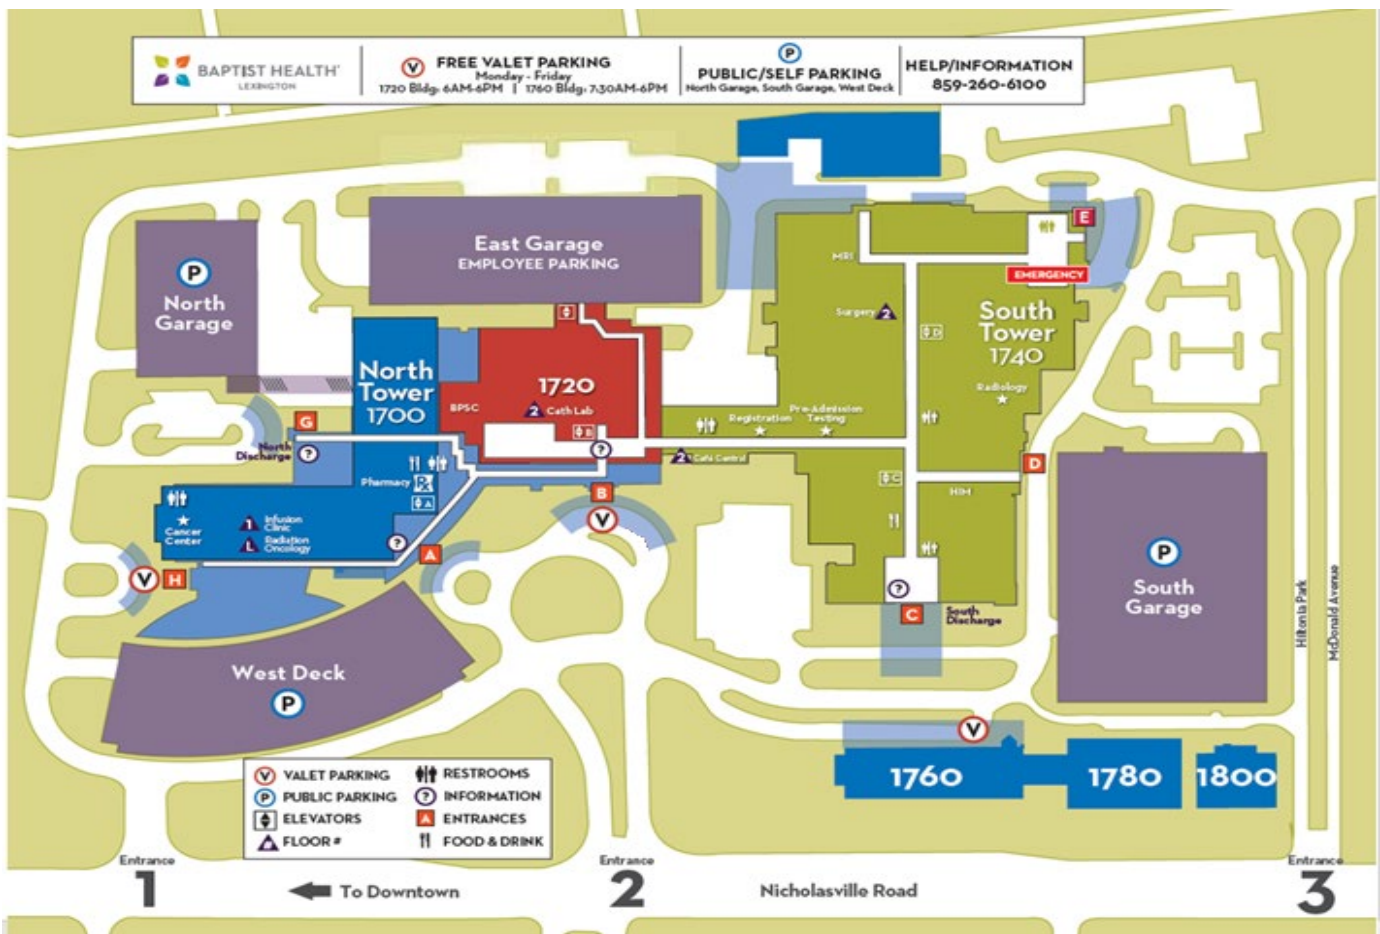 BAPTIST HEALTH
LEXINGTON
V FREE VALET PARKING
Monday - Friday
1720 Bldg: 6AM-6PM | 1760 Bldg: 7:30AM-6PM
P
PUBLIC/SELF PARKING
North Garage, South Garage, West Deck
HELP/INFORMATION
859-260-6100
East Garage
EMPLOYEE PARKING
P
North
Garage
E
MRI
EMERGENCY
Surgery 2
D
South
Tower
1740
Radiology
North
Tower
1700
1720
BPSC
2 Cath Lab
B
?
Registration
Pre-Admission
Testing
2 Café Central
G
North
Discharge
?
Pharmacy Rx
A
Cancer
Center
1 Infusion
Clinic
L Radiation
Oncology
?
A
B
V
V H
C
D
HIM
?
C
South
Discharge
P
South
Garage
Hiltonia Park
McDonald Avenue
West Deck
P
V
1760
1780
1800
V VALET PARKING
P PUBLIC PARKING
ELEVATORS
# FLOOR #
RESTROOMS
? INFORMATION
A ENTRANCES
FOOD & DRINK
Entrance
1
To Downtown
Entrance
2
Nicholasville Road
Entrance
3